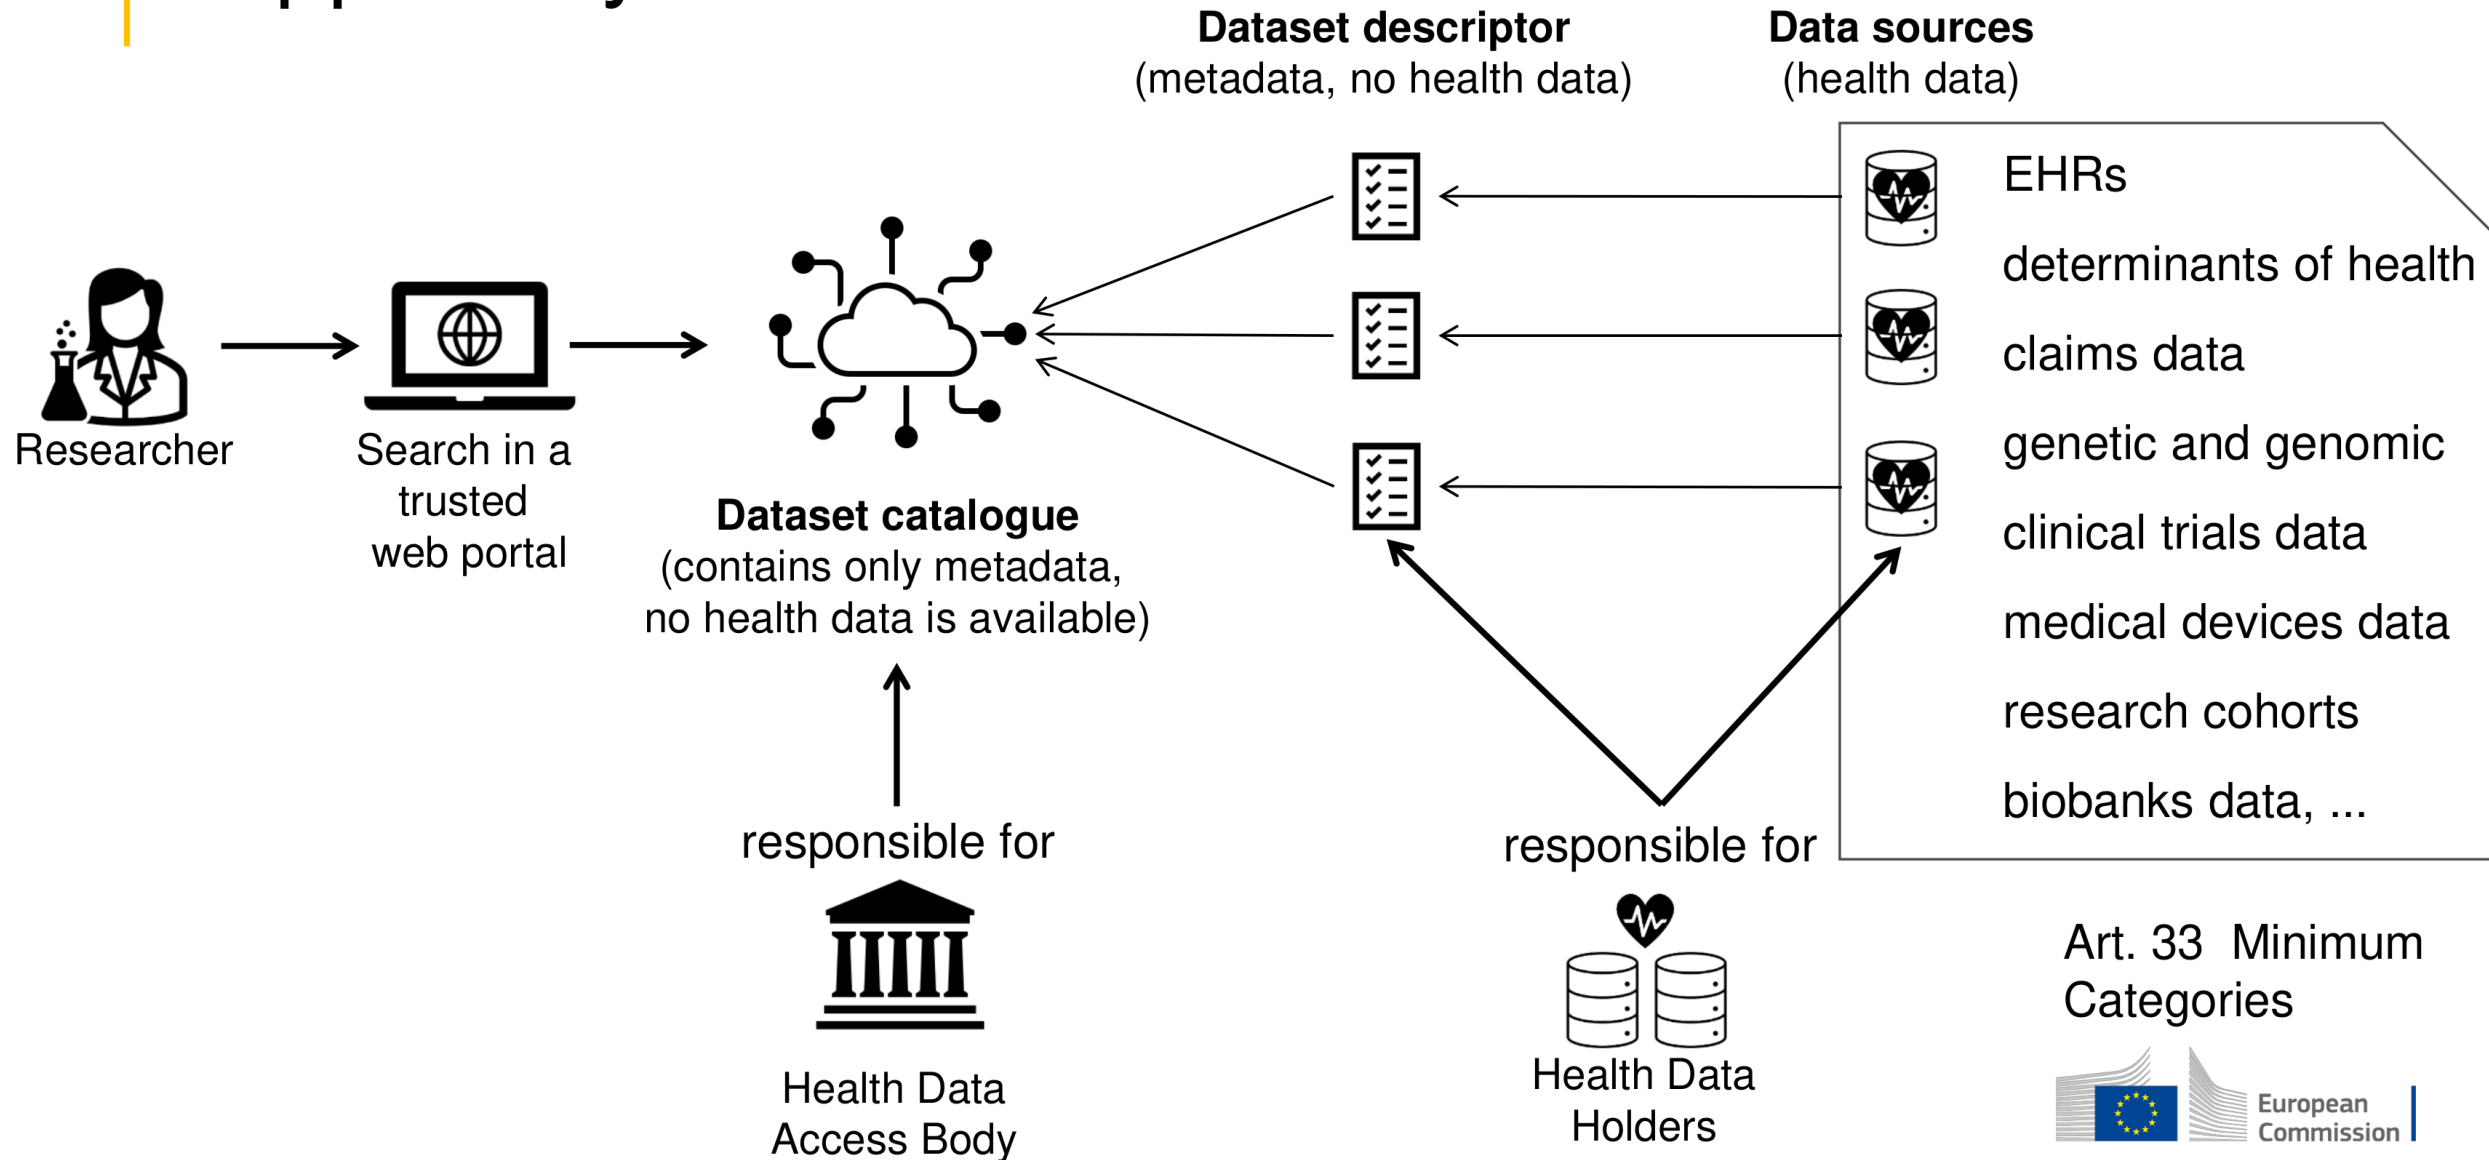 Dataset descriptor
(metadata, no health data)
Data sources
(health data)
EHRs
determinants of health
claims data
genetic and genomic
clinical trials data
medical devices data
research cohorts
biobanks data, ...
Researcher
Search in a
trusted
web portal
Dataset catalogue
(contains only metadata,
no health data is available)
responsible for
Health Data
Access Body
responsible for
Health Data
Holders
Art. 33 Minimum
Categories
European
Commission